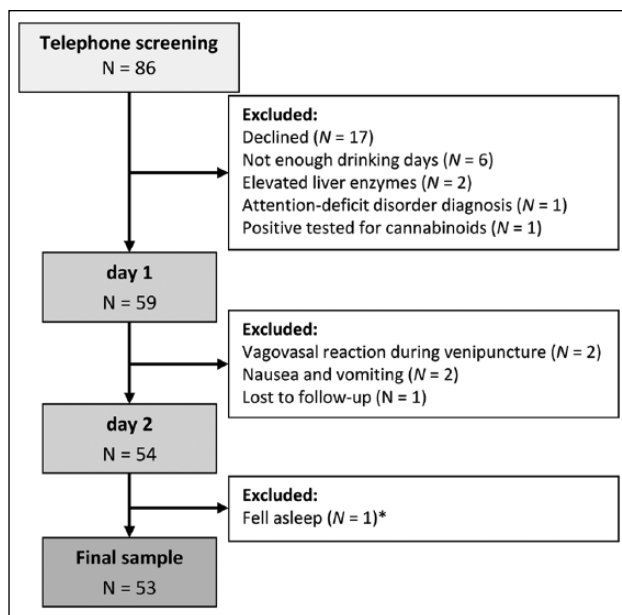 Telephone screening
N = 86
Excluded:
Declined (N = 17)
Not enough drinking days (N = 6)
Elevated liver enzymes (N = 2)
Attention-deficit disorder diagnosis (N = 1)
Positive tested for cannabinoids (N = 1)
day 1
N = 59
Excluded:
Vagovasal reaction during venipuncture (N = 2)
Nausea and vomiting (N = 2)
Lost to follow-up (N = 1)
day 2
N = 54
Excluded:
Fell asleep (N = 1)*
Final sample
N = 53